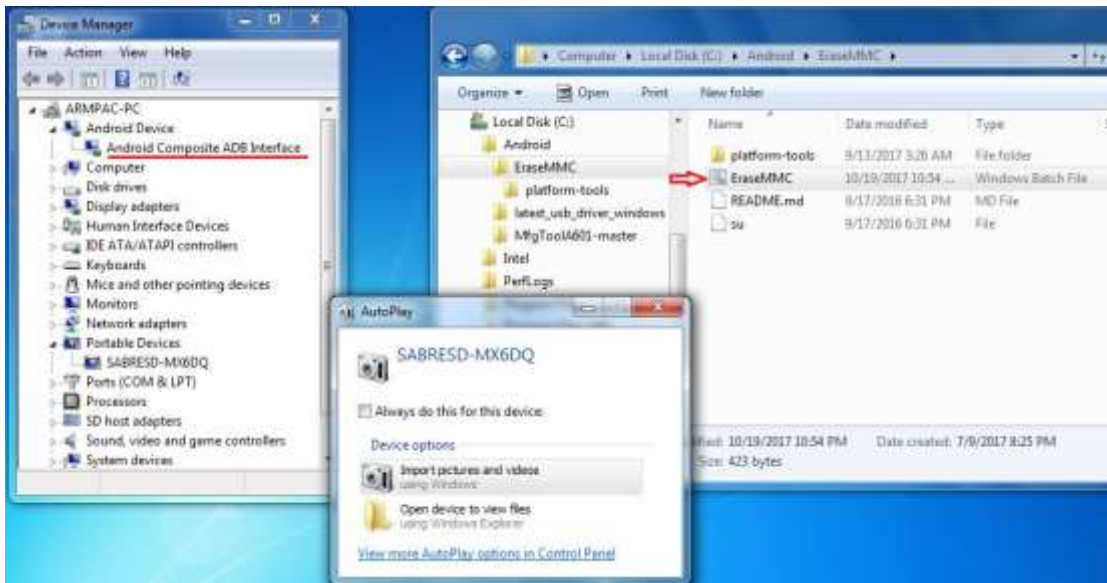 Device Manager
File Action View Help
ARMPAC-PC
Android Device
Android Composite ADB Interface
Computer
Disk drives
Display adapters
Human Interface Devices
IDE ATA/ATAPI controllers
Keyboards
Mice and other pointing devices
Monitors
Network adapters
Portable Devices
SABRESD-MX6DQ
Ports (COM & LPT)
Processors
SD host adapters
Sound, video and game controllers
System devices
Computer Local Disk (C:) Android EraseMMC
Organize Open Print New folder
Local Disk (C:)
Android
EraseMMC
platform-tools
latest_usb_driver_windows
MfgToolA601-master
Intel
PerfLogs
Name Date modified Type
platform-tools 9/13/2017 3:26 AM File folder
EraseMMC 10/19/2017 10:54 ... Windows Batch File
README.md 9/17/2016 6:31 PM MD File
su 9/17/2016 6:31 PM File
10/19/2017 10:54 PM Date created: 7/9/2017 8:25 PM
Size: 423 bytes
AutoPlay
SABRESD-MX6DQ
Always do this for this device:
Device options
Import pictures and videos
using Windows
Open device to view files
using Windows Explorer
View more AutoPlay options in Control Panel